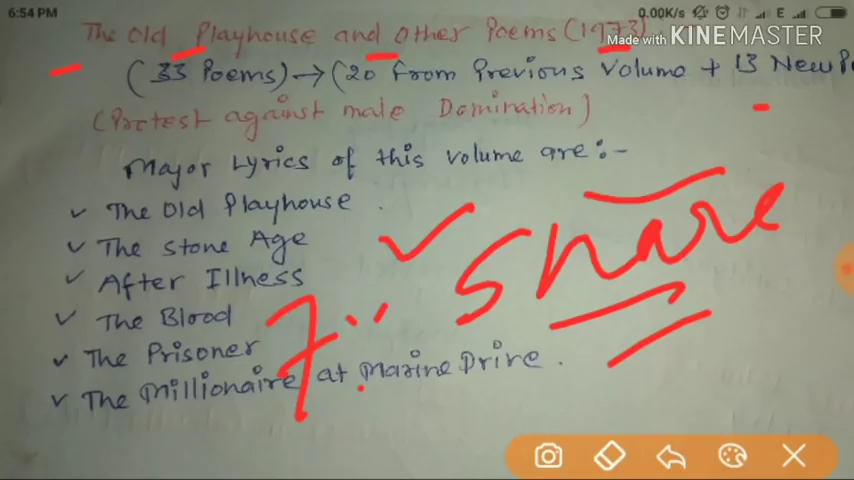 6:54 PM 0.00K/s E
The Old Playhouse and Other Poems (1973)
Made with KINEMASTER
(33 Poems) → (20 From Previous Volume + 13 New
(Protest against male Domination)
Major Lyrics of this volume are:-
✓ The Old Playhouse.
✓ The Stone Age
✓ After Illness
✓ The Blood
✓ The Prisoner
✓ The Millionaire at Marine Drive.
Share